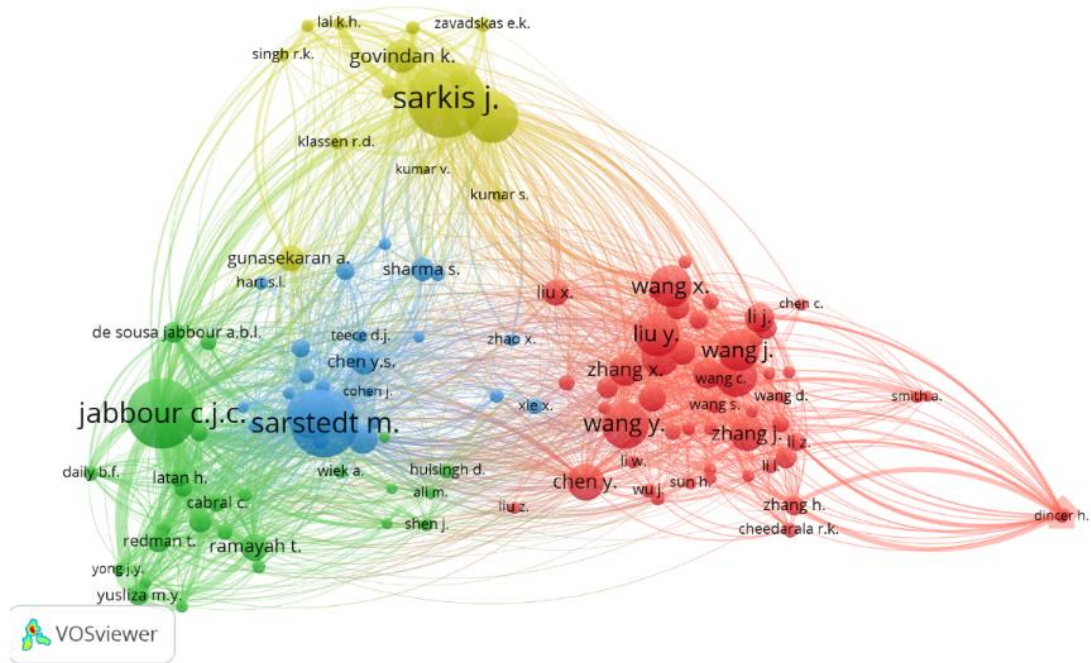 lai k.h.
zavadskas e.k.
singh r.k.
govindan k.
sarkis j.
klassen r.d.
kumar v.
kumar s.
gunasekaran a.
sharma s.
hart s.l.
liu x.
wang x.
chen c.
li j.
de sousa jabbour a.b.l.
teece d.j.
zhao x.
liu y.
wang j.
chen y.s.
zhang x.
wang c.
cohen j.
wang d.
smith a.
xie x.
wang s.
jabbour c.j.c.
sarstedt m.
wang y.
zhang j.
li z.
daily b.f.
latan h.
wiek a.
huisingh d.
li w.
li l.
chen y.
sun h.
ali m.
wu j.
cabral c.
liu z.
zhang h.
dincer h.
shen j.
cheedarala r.k.
redman t.
ramayah t.
yong j.y.
yusliza m.y.
VOSviewer